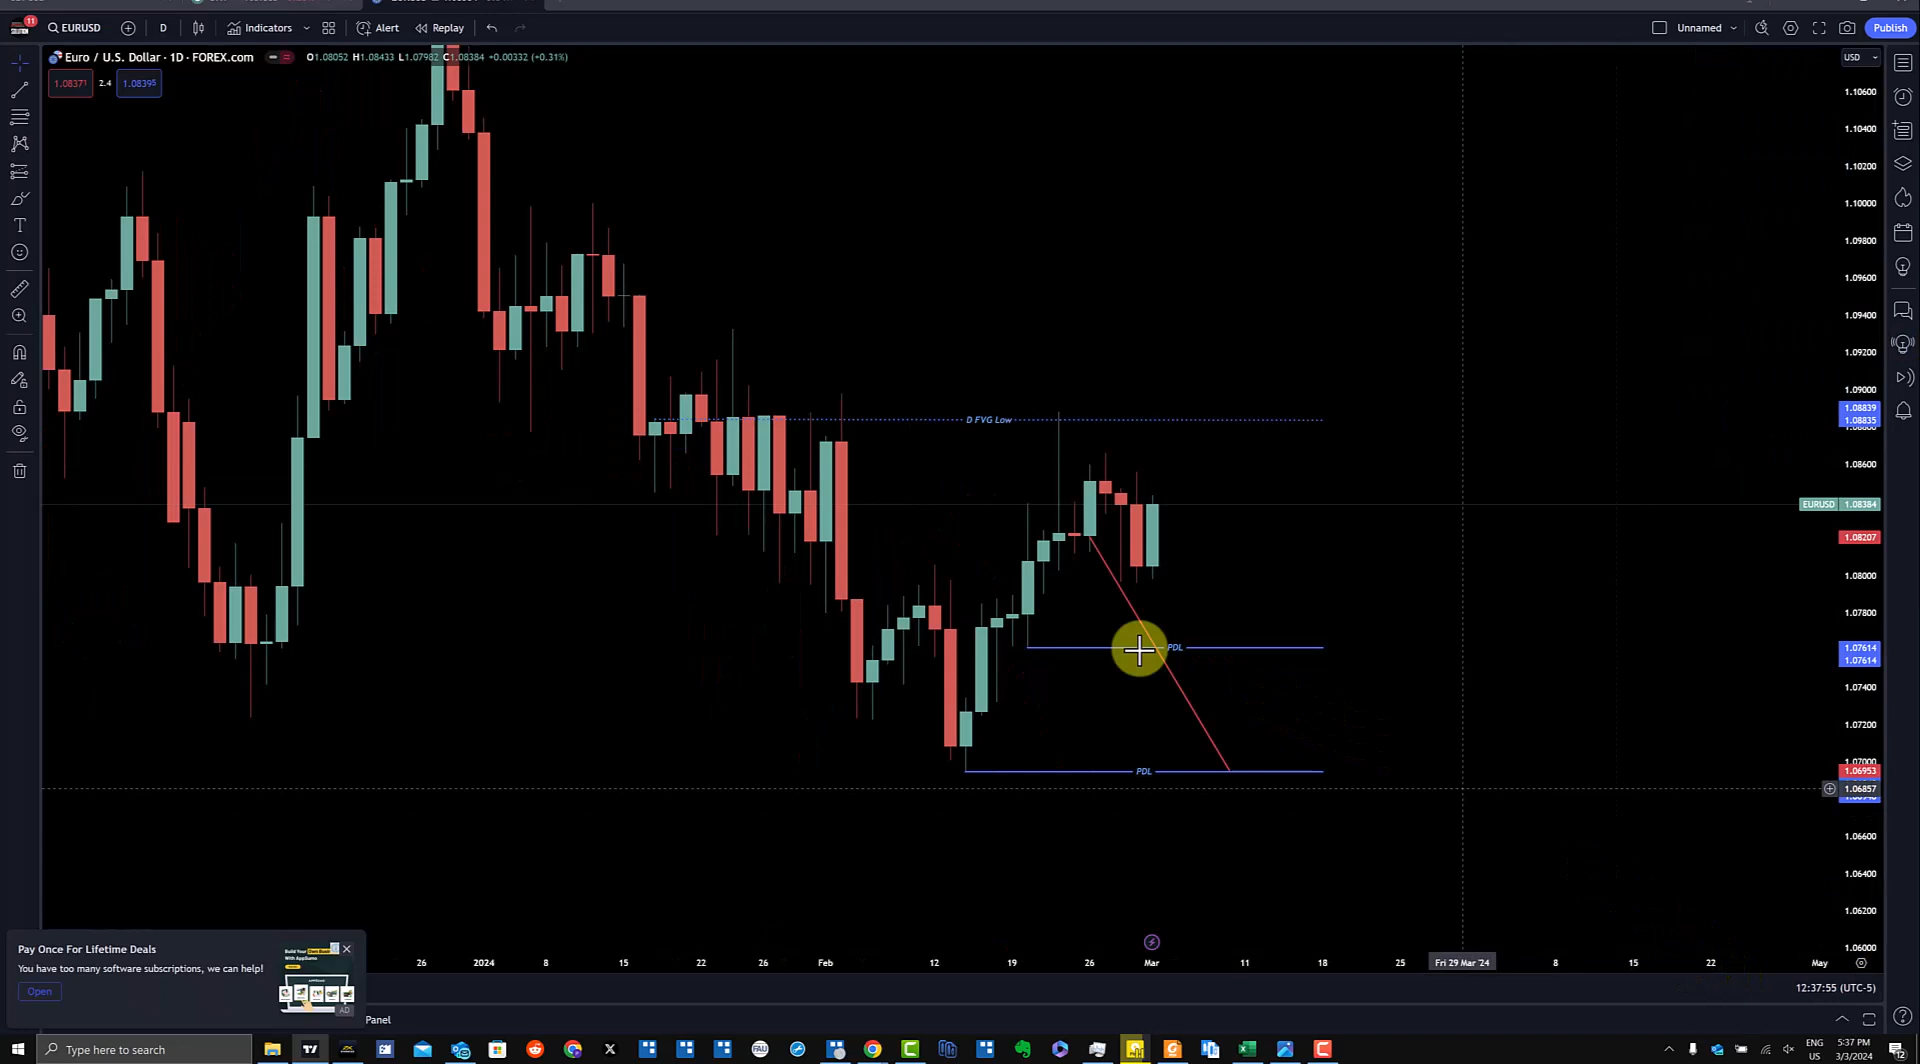 EURUSD
D
Indicators
Alert
Replay
Unnamed
Publish
11
Euro / U.S. Dollar · 1D · FOREX.com
O1.08052 H1.08433 L1.07982 C1.08384 +0.00332 (+0.31%)
USD
1.08371
2.4
1.08395
1.10600
1.10400
1.10200
1.10000
1.09800
1.09600
1.09400
1.09200
1.09000
1.08839
D FVG Low
1.08835
1.08600
EURUSD
1.08384
1.08207
1.08000
1.07800
PDL
1.07614
1.07614
1.07400
1.07200
1.07000
PDL
1.06953
1.06857
1.06600
1.06400
1.06200
1.06000
Pay Once For Lifetime Deals
You have too many software subscriptions, we can help!
Open
AD
26
2024
8
15
22
26
Feb
12
19
26
Mar
11
18
25
Fri 29 Mar '24
8
15
22
May
12:37:55 (UTC-5)
Panel
Type here to search
FAU
ENG
US
5:37 PM
3/3/2024
12